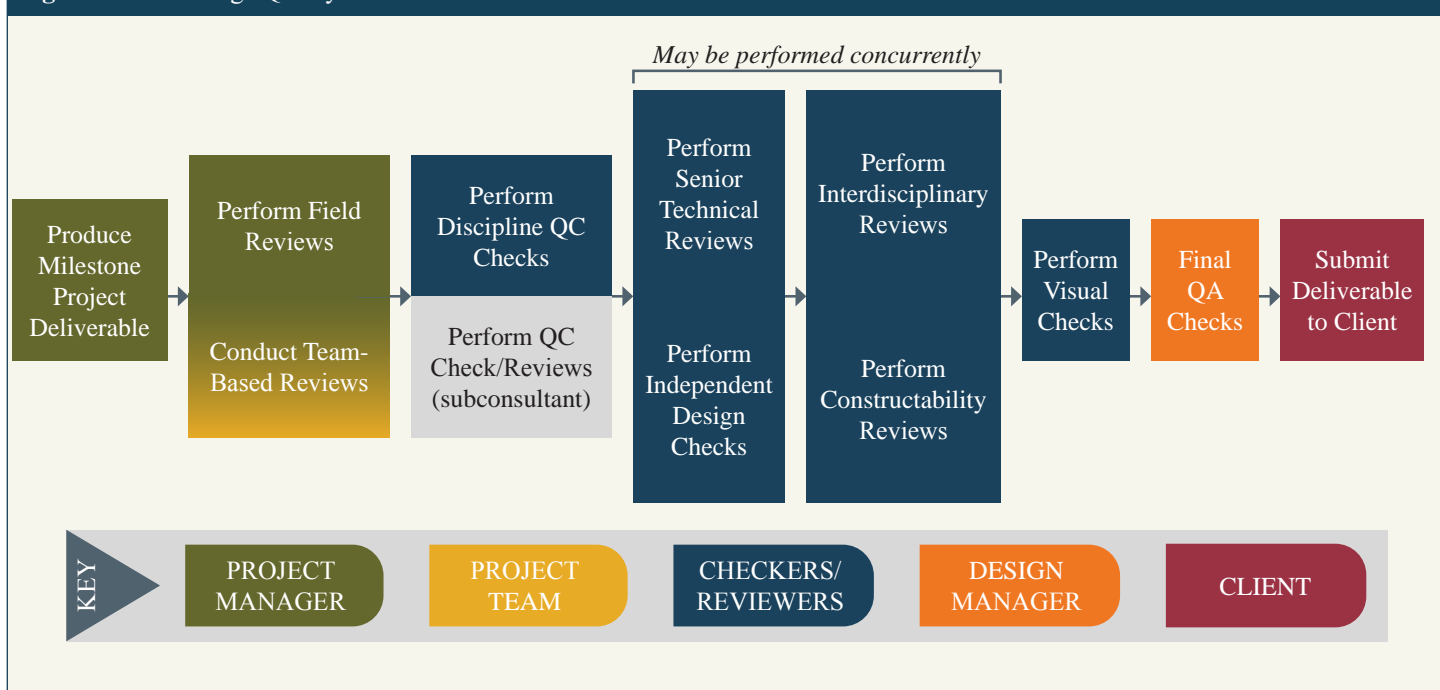 May be performed concurrently
Produce
Milestone
Project
Deliverable
Perform Field
Reviews
Conduct Team-
Based Reviews
Perform
Discipline QC
Checks
Perform QC
Check/Reviews
(subconsultant)
Perform
Senior
Technical
Reviews
Perform
Independent
Design
Checks
Perform
Interdisciplinary
Reviews
Perform
Constructability
Reviews
Perform
Visual
Checks
Final
QA
Checks
Submit
Deliverable
to Client
KEY
PROJECT
MANAGER
PROJECT
TEAM
CHECKERS/
REVIEWERS
DESIGN
MANAGER
CLIENT